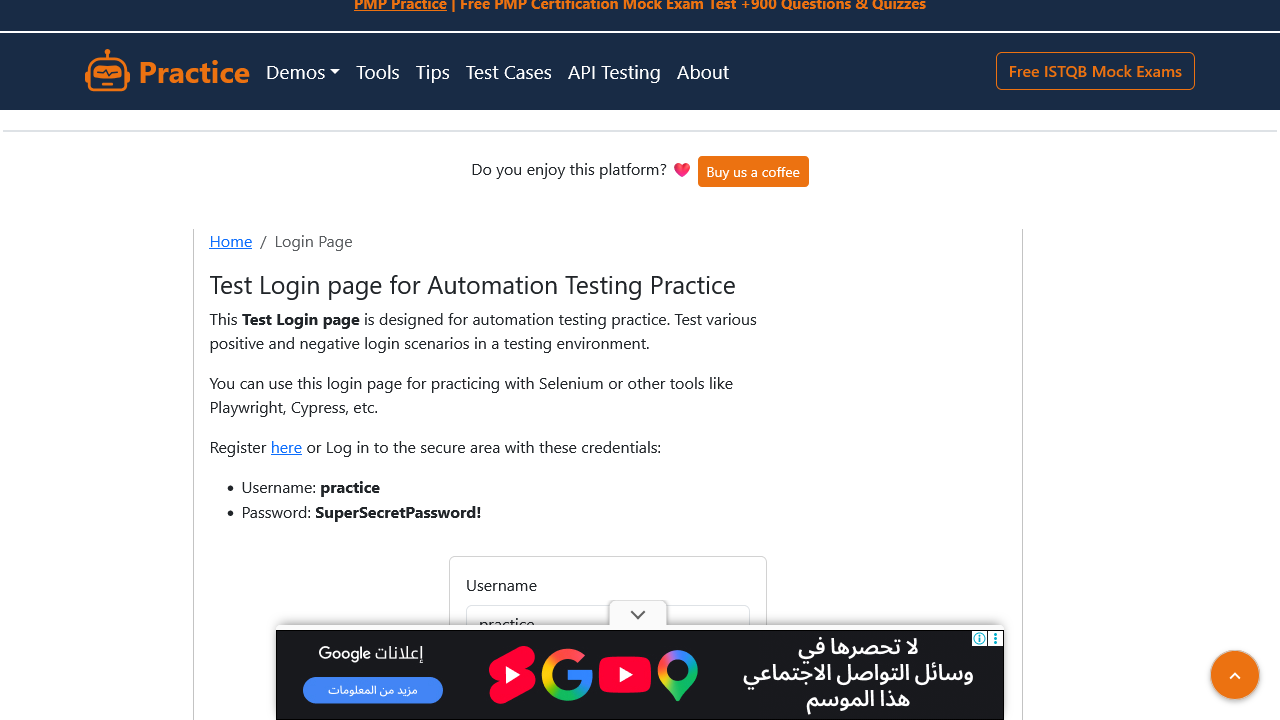 PMP Practice | Free PMP Certification Mock Exam Test +900 Questions & Quizzes
Practice Demos Tools Tips Test Cases API Testing About Free ISTQB Mock Exams
Do you enjoy this platform? Buy us a coffee
Home / Login Page
Test Login page for Automation Testing Practice
This Test Login page is designed for automation testing practice. Test various
positive and negative login scenarios in a testing environment.
You can use this login page for practicing with Selenium or other tools like
Playwright, Cypress, etc.
Register here or Log in to the secure area with these credentials:
• Username: practice
• Password: SuperSecretPassword!
Username
practice
إعلانات Google
مزيد من المعلومات
لا تحصرها في
وسائل التواصل الاجتماعي
هذا الموسم